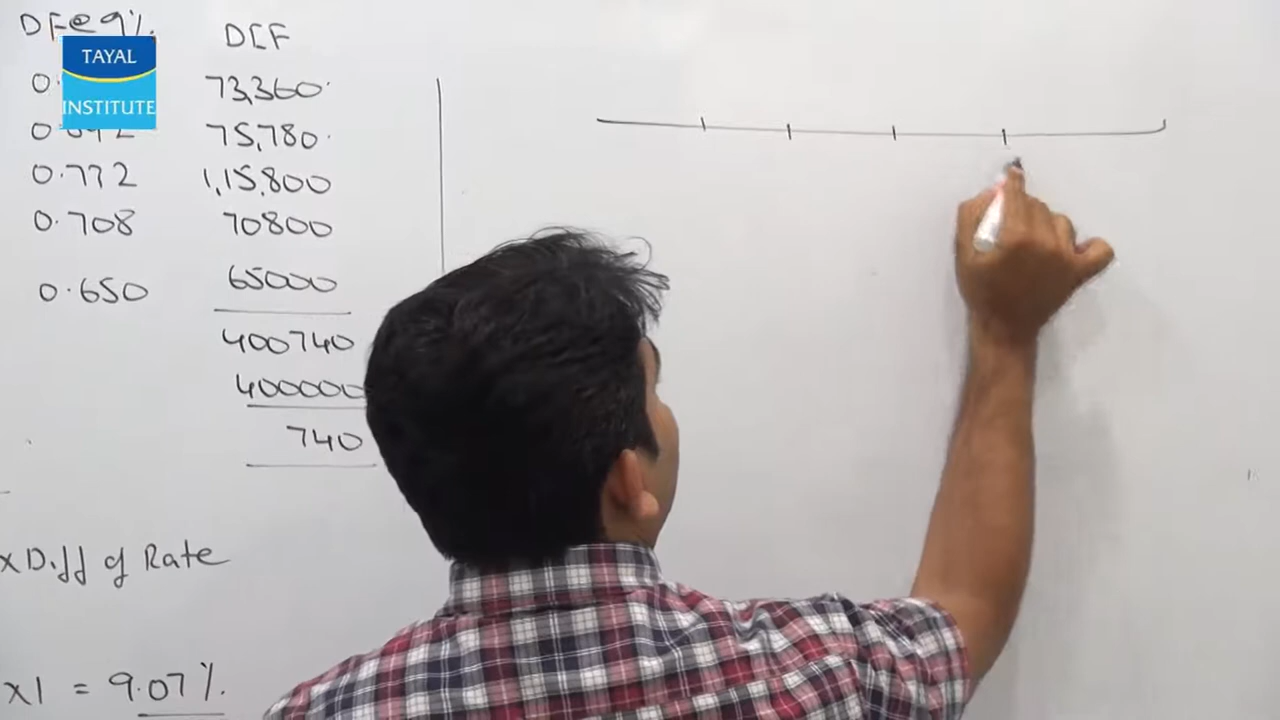 DF@9%. DCF
TAYAL
INSTITUTE
73,360
75,780
0.772 1,15,800
0.708 70800
0.650 65000
400740
400000
740
x Diff of Rate
x1 = 9.07%.